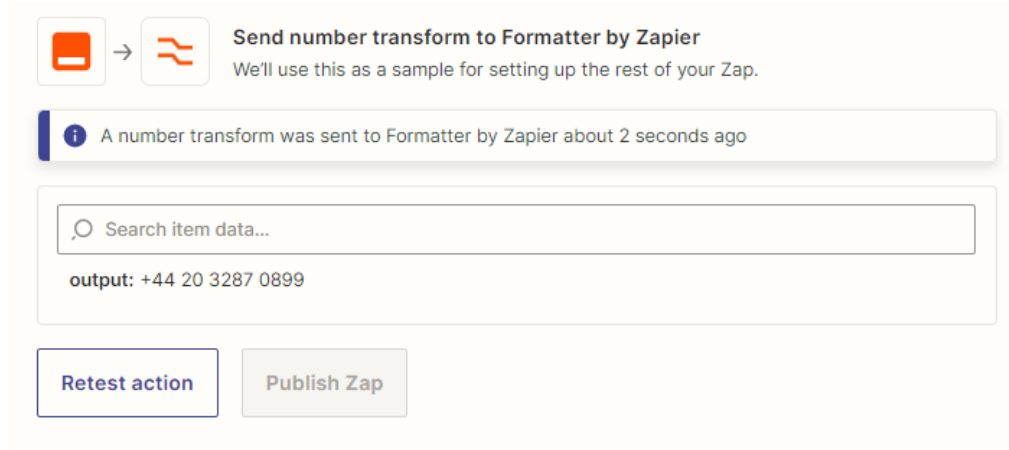 Send number transform to Formatter by Zapier
We'll use this as a sample for setting up the rest of your Zap.
A number transform was sent to Formatter by Zapier about 2 seconds ago
Search item data...
output: +44 20 3287 0899
Retest action
Publish Zap